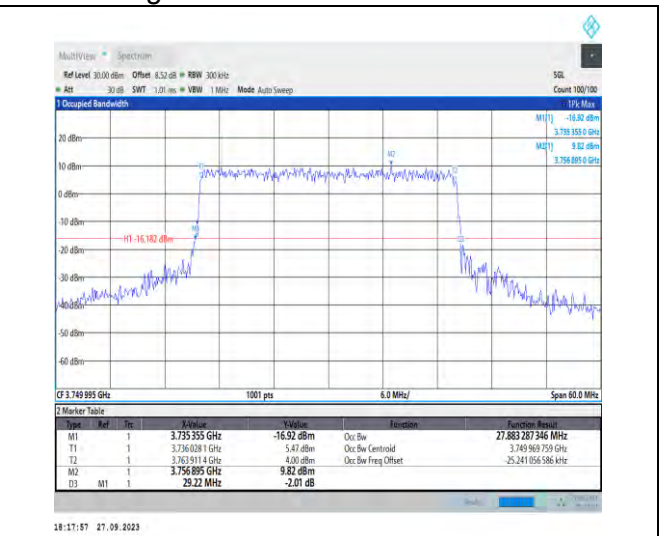 MultiView Spectrum
Ref Level 30.00 dBm Offset 8.52 dB RBW 300 kHz SGL
Att 30 dB SWT 1.01 ms VBW 1 MHz Mode Auto Sweep Count 100/100
1 Occupied Bandwidth 1Pk Max
M1[1] -16.92 dBm
3.735 355 0 GHz
M2[1] 9.82 dBm
3.756 895 0 GHz
20 dBm
M2
10 dBm
T1 T2
0 dBm
-10 dBm
M1
H1 -16.182 dBm
D3
-20 dBm
-30 dBm
-40 dBm
-50 dBm
-60 dBm
CF 3.749 995 GHz 1001 pts 6.0 MHz/ Span 60.0 MHz
2 Marker Table
Type Ref Trc X-Value Y-Value Function Function Result
M1 1 3.735 355 GHz -16.92 dBm Occ Bw 27.883 287 346 MHz
T1 1 3.736 028 1 GHz 5.47 dBm Occ Bw Centroid 3.749 969 759 GHz
T2 1 3.763 911 4 GHz 4.00 dBm Occ Bw Freq Offset -25.241 056 586 kHz
M2 1 3.756 895 GHz 9.82 dBm
D3 M1 1 29.22 MHz -2.01 dB
18:17:57 27.09.2023